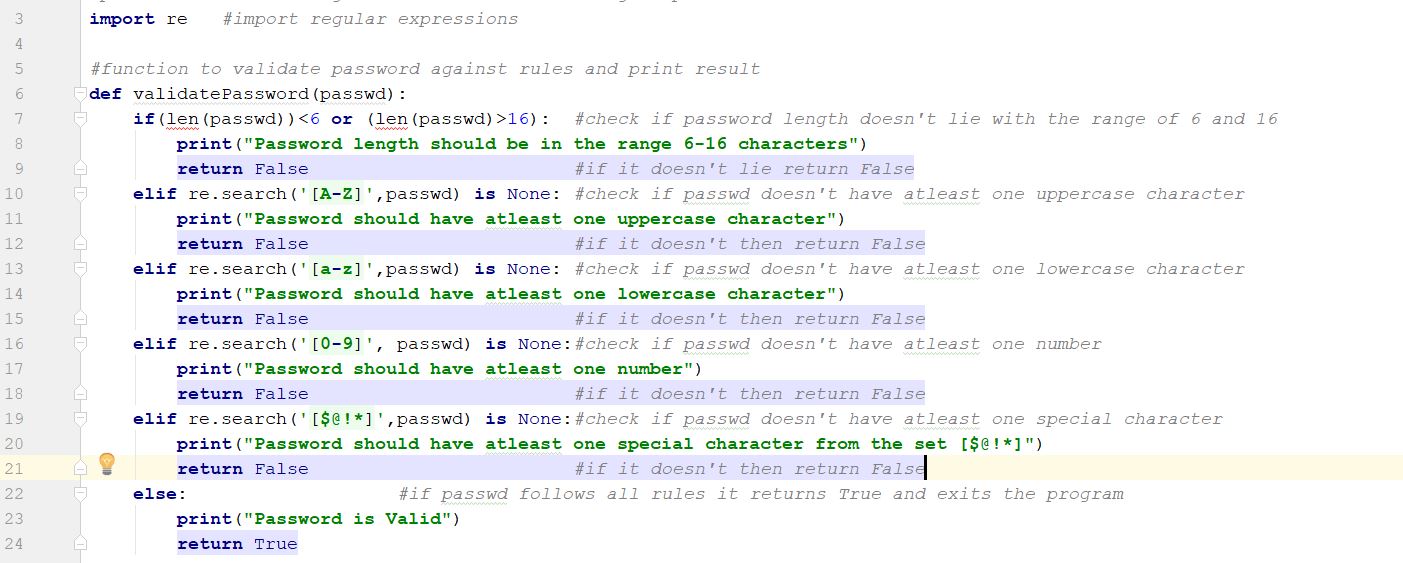 3 import re   #import regular expressions
4
5 #function to validate password against rules and print result
6 def validatePassword(passwd):
7     if(len(passwd))<6 or (len(passwd)>16):  #check if password length doesn't lie with the range of 6 and 16
8         print("Password length should be in the range 6-16 characters")
9         return False                        #if it doesn't lie return False
10     elif re.search('[A-Z]',passwd) is None: #check if passwd doesn't have atleast one uppercase character
11         print("Password should have atleast one uppercase character")
12         return False                        #if it doesn't then return False
13     elif re.search('[a-z]',passwd) is None: #check if passwd doesn't have atleast one lowercase character
14         print("Password should have atleast one lowercase character")
15         return False                        #if it doesn't then return False
16     elif re.search('[0-9]', passwd) is None:#check if passwd doesn't have atleast one number
17         print("Password should have atleast one number")
18         return False                        #if it doesn't then return False
19     elif re.search('[$@!*]',passwd) is None:#check if passwd doesn't have atleast one special character
20         print("Password should have atleast one special character from the set [$@!*]")
21         return False                        #if it doesn't then return False
22     else:                   #if passwd follows all rules it returns True and exits the program
23         print("Password is Valid")
24         return True